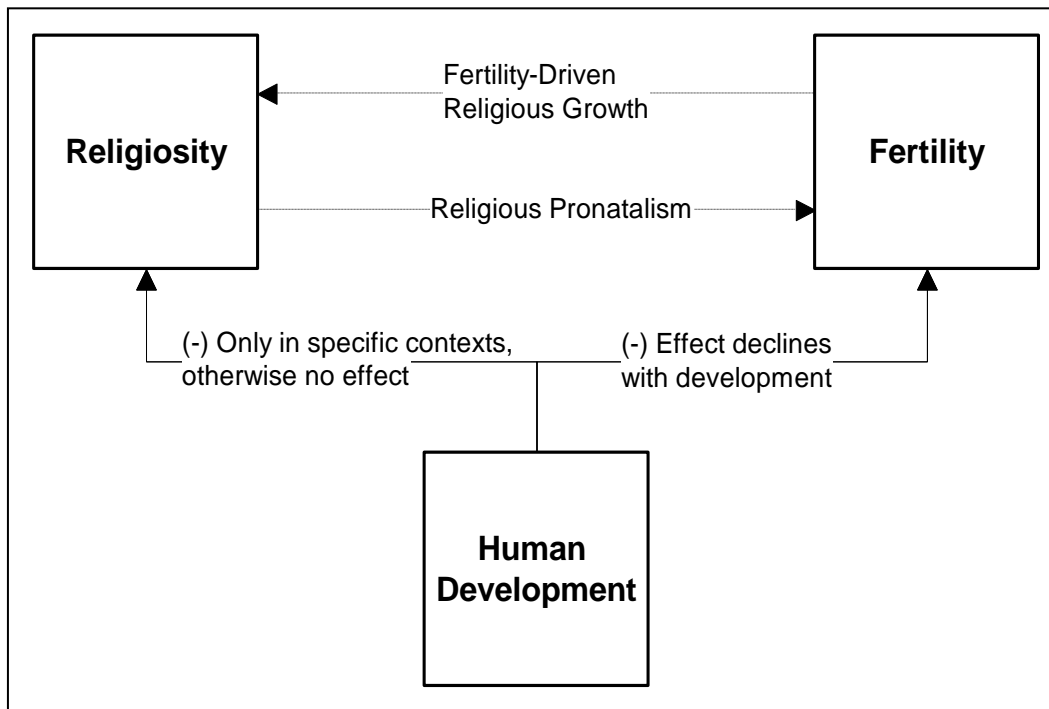 Fertility-Driven
Religious Growth
Religiosity
Fertility
Religious Pronatalism
(-) Only in specific contexts,
otherwise no effect
(-) Effect declines
with development
Human
Development